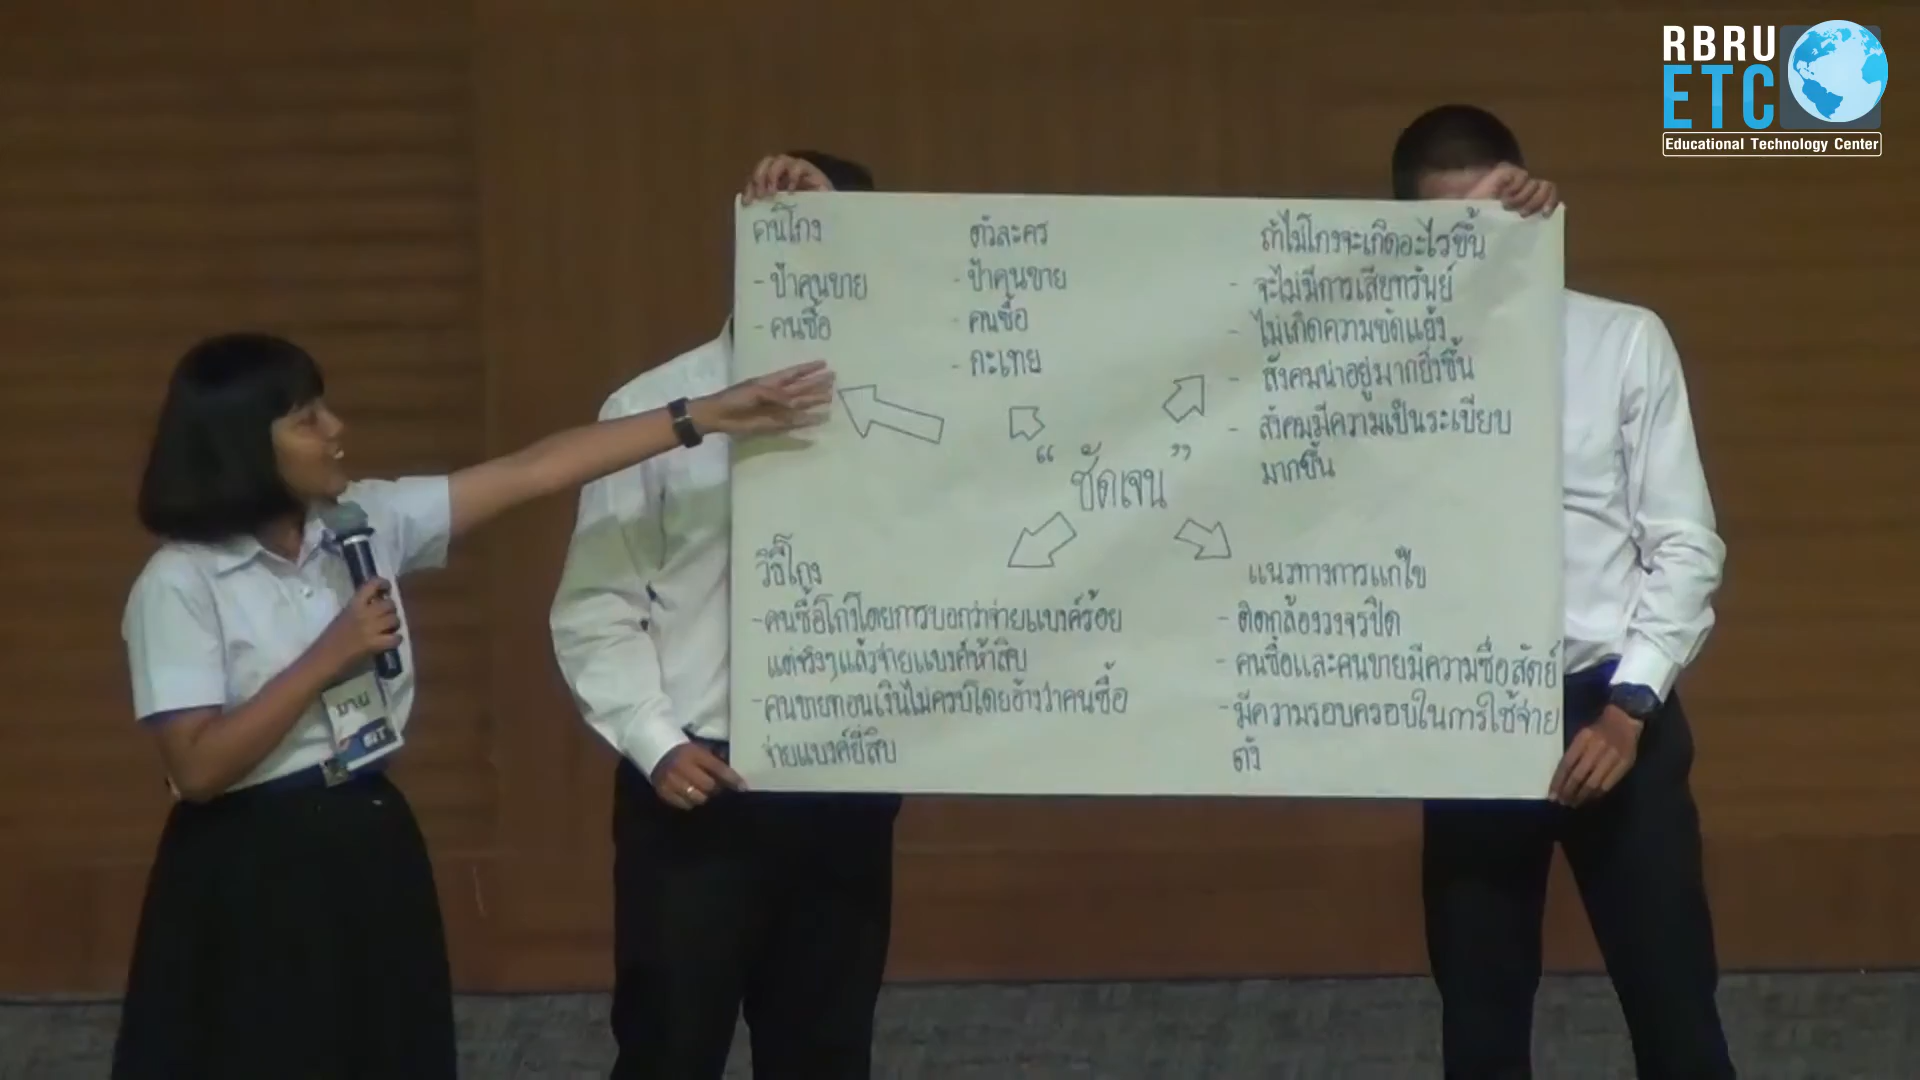 RBRU
ETC
Educational Technology Center
คนโกง
- ป้าคนขาย
- คนซื้อ
ตัวละคร
- ป้าคนขาย
- คนซื้อ
- กะเทย
ถ้าไม่โกงจะเกิดอะไรขึ้น
- จะไม่มีการเสียทรัพย์
- ไม่เกิดความขัดแย้ง
- สังคมน่าอยู่มากยิ่งขึ้น
- สังคมมีความเป็นระเบียบ
มากขึ้น
“ชัดเจน”
วิธีโกง
- คนซื้อโกงโดยการบอกว่าจ่ายแบงค์ร้อย
แต่จริงๆแล้วจ่ายแบงค์ห้าสิบ
- คนขายทอนเงินไม่ครบโดยอ้างว่าคนซื้อ
จ่ายแบงค์ยี่สิบ
แนวทางการแก้ไข
- ติดกล้องวงจรปิด
- คนซื้อและคนขายมีความซื่อสัตย์
- มีความรอบครอบในการใช้จ่าย
ตัง